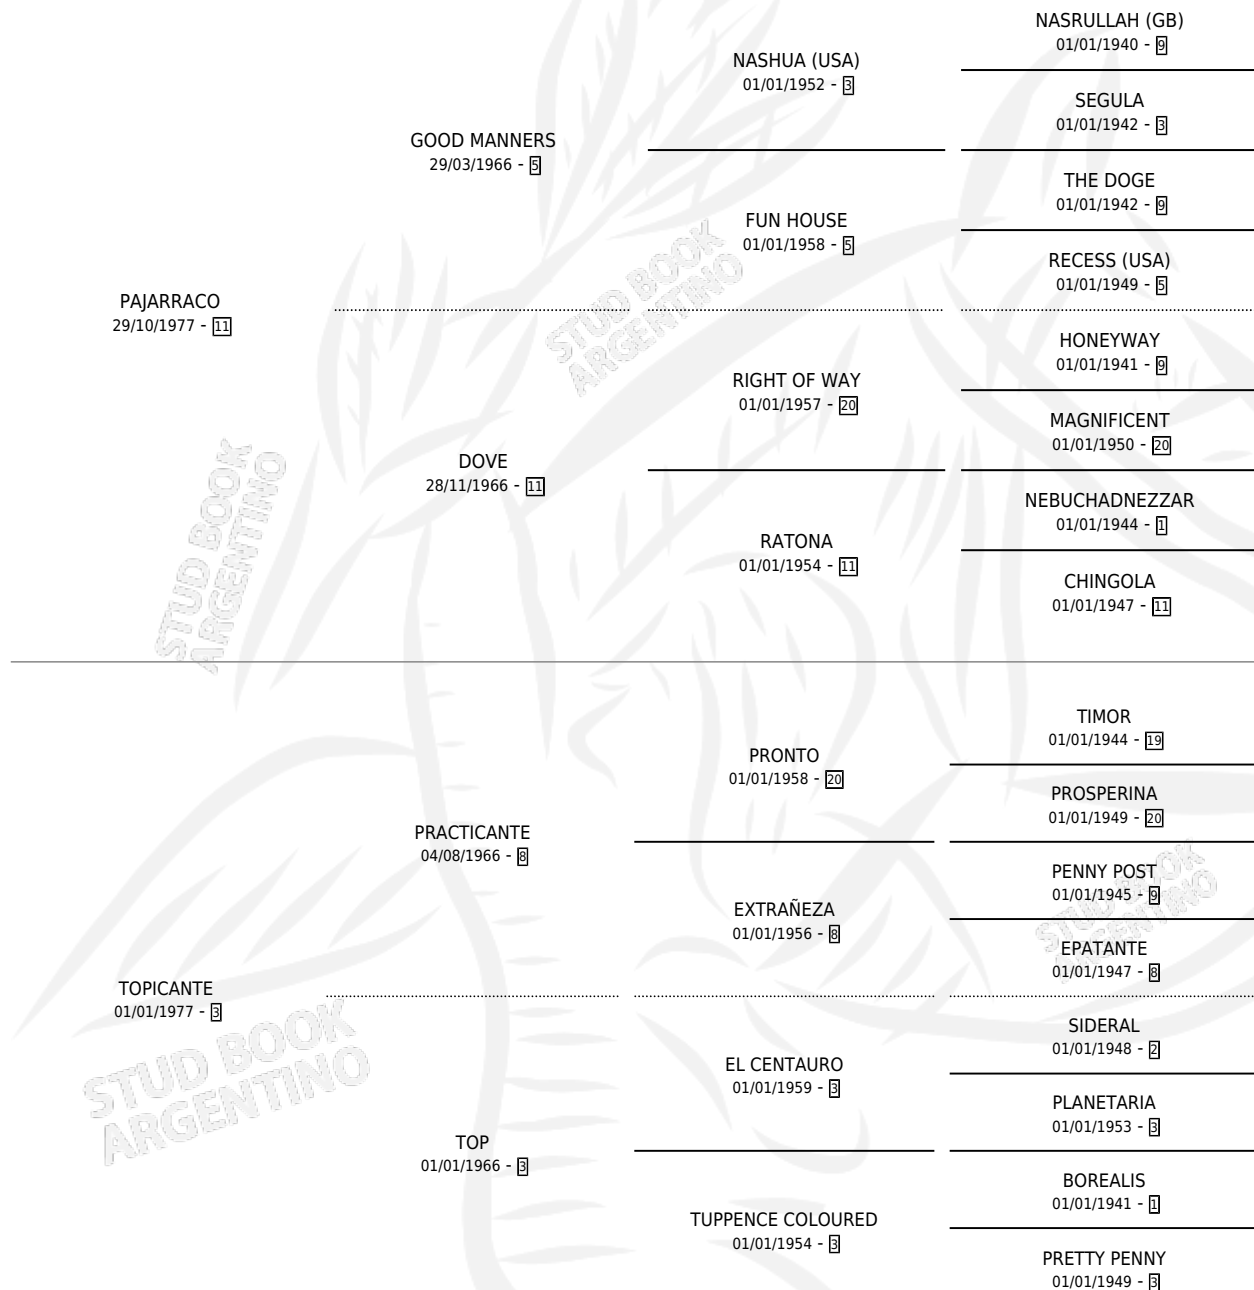 NASRULLAH (GB)
01/01/1940 - 9
NASHUA (USA)
01/01/1952 - 3
SEGULA
01/01/1942 - 3
GOOD MANNERS
29/03/1966 - 5
THE DOGE
01/01/1942 - 9
FUN HOUSE
01/01/1958 - 5
RECESS (USA)
01/01/1949 - 5
PAJARRACO
29/10/1977 - 11
HONEYWAY
01/01/1941 - 9
RIGHT OF WAY
01/01/1957 - 20
MAGNIFICENT
01/01/1950 - 20
DOVE
28/11/1966 - 11
NEBUCHADNEZZAR
01/01/1944 - 1
RATONA
01/01/1954 - 11
CHINGOLA
01/01/1947 - 11
STUD BOOK
ARGENTINO
STUD BOOK
ARGENTINO
TIMOR
01/01/1944 - 19
PRONTO
01/01/1958 - 20
PROSPERINA
01/01/1949 - 20
PRACTICANTE
04/08/1966 - 8
PENNY POST
01/01/1945 - 9
EXTRAÑEZA
01/01/1956 - 8
EPATANTE
01/01/1947 - 8
TOPICANTE
01/01/1977 - 3
SIDERAL
01/01/1948 - 2
EL CENTAURO
01/01/1959 - 3
PLANETARIA
01/01/1953 - 3
TOP
01/01/1966 - 3
BOREALIS
01/01/1941 - 1
TUPPENCE COLOURED
01/01/1954 - 3
PRETTY PENNY
01/01/1949 - 3
STUD BOOK
ARGENTINO
STUD BOOK
ARGENTINO